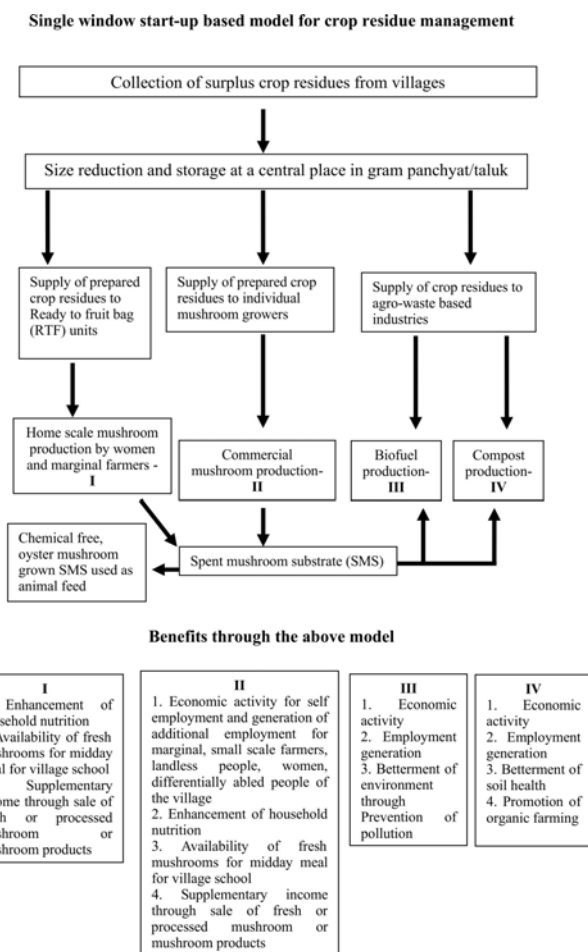 Single window start-up based model for crop residue management
Collection of surplus crop residues from villages
Size reduction and storage at a central place in gram panchyat/taluk
Supply of prepared
crop residues to
Ready to fruit bag
(RTF) units
Supply of prepared crop
residues to individual
mushroom growers
Supply of crop residues to
agro-waste based
industries
Home scale mushroom
production by women
and marginal farmers -
I
Commercial
mushroom production-
II
Biofuel
production-
III
Compost
production-
IV
Chemical free,
oyster mushroom
grown SMS used as
animal feed
Spent mushroom substrate (SMS)
Benefits through the above model
I
Enhancement of
nutrition
of fresh
for midday
for village school
Supplementary
through sale of
or processed
or
products
II
1. Economic activity for self
employment and generation of
additional employment for
marginal, small scale farmers,
landless people, women,
differentially abled people of
the village
2. Enhancement of household
nutrition
3. Availability of fresh
mushrooms for midday meal
for village school
4. Supplementary income
through sale of fresh or
processed mushroom or
mushroom products
III
1. Economic
activity
2. Employment
generation
3. Betterment of
environment
through
Prevention of
pollution
IV
1. Economic
activity
2. Employment
generation
3. Betterment of
soil health
4. Promotion of
organic farming